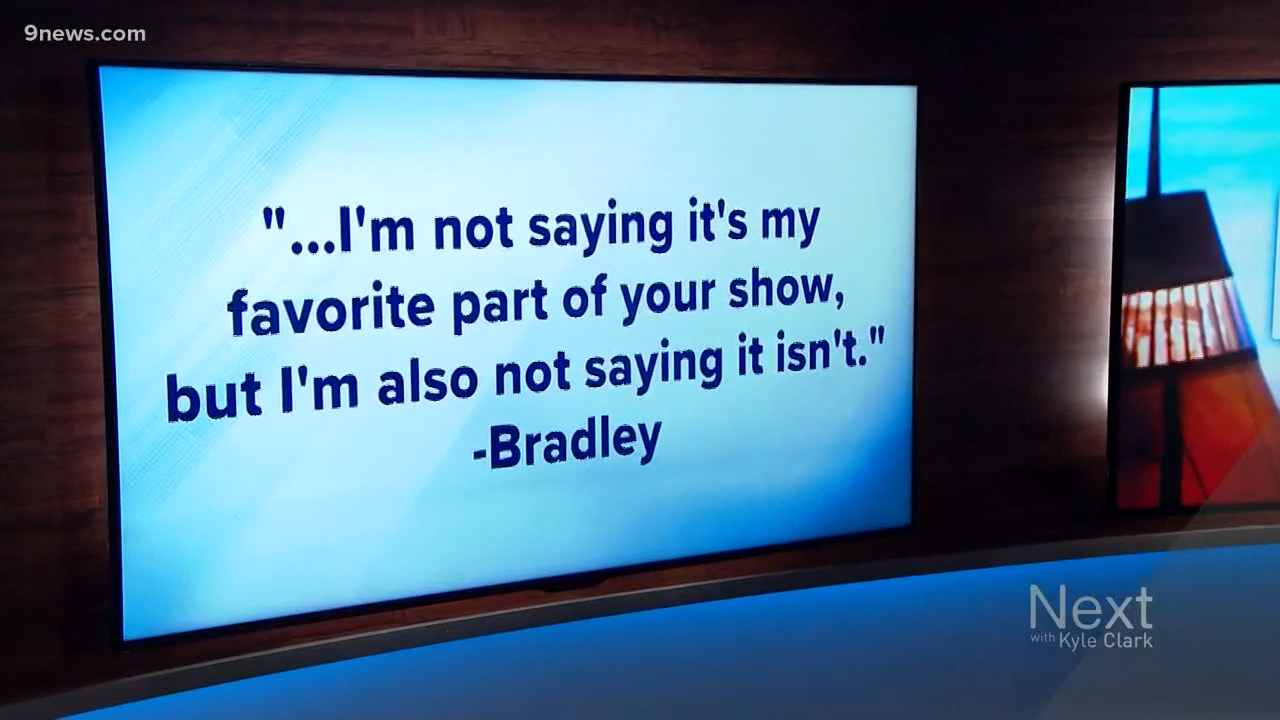 9news.com
"...I'm not saying it's my
favorite part of your show,
but I'm also not saying it isn't."
-Bradley
Next
with Kyle Clark